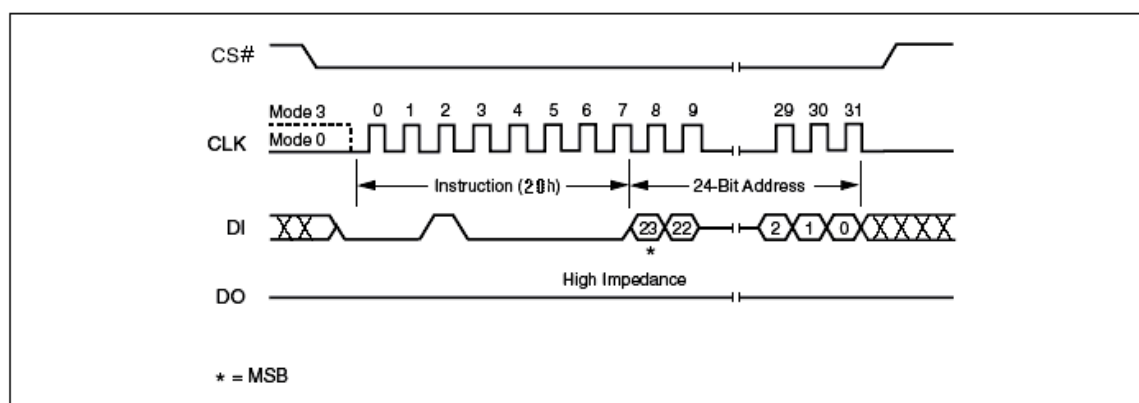 CS#
Mode 3 0 1 2 3 4 5 6 7 8 9 29 30 31
CLK Mode 0
Instruction (20h) 24-Bit Address
DI 23 22 2 1 0
*
High Impedance
DO
* = MSB